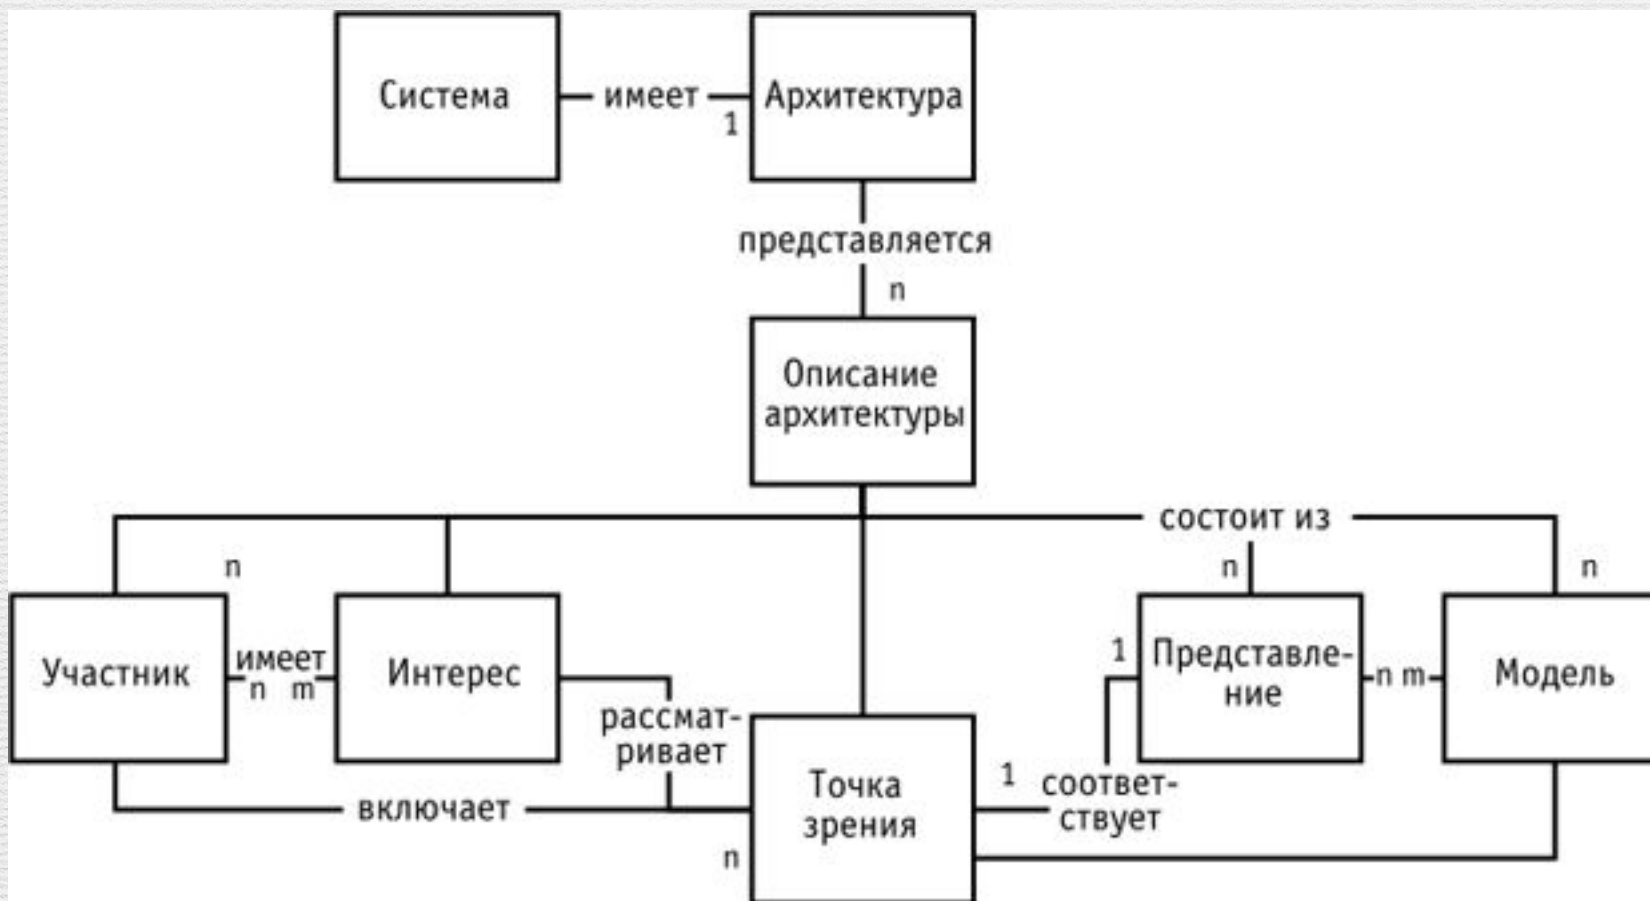 Система
имеет
1
Архитектура
представляется
n
Описание
архитектуры
состоит из
n
n
n
Участник
имеет
n m
Интерес
рассмат-
ривает
включает
Точка
зрения
n
1
соответ-
ствует
1
Представле-
ние
n m
Модель